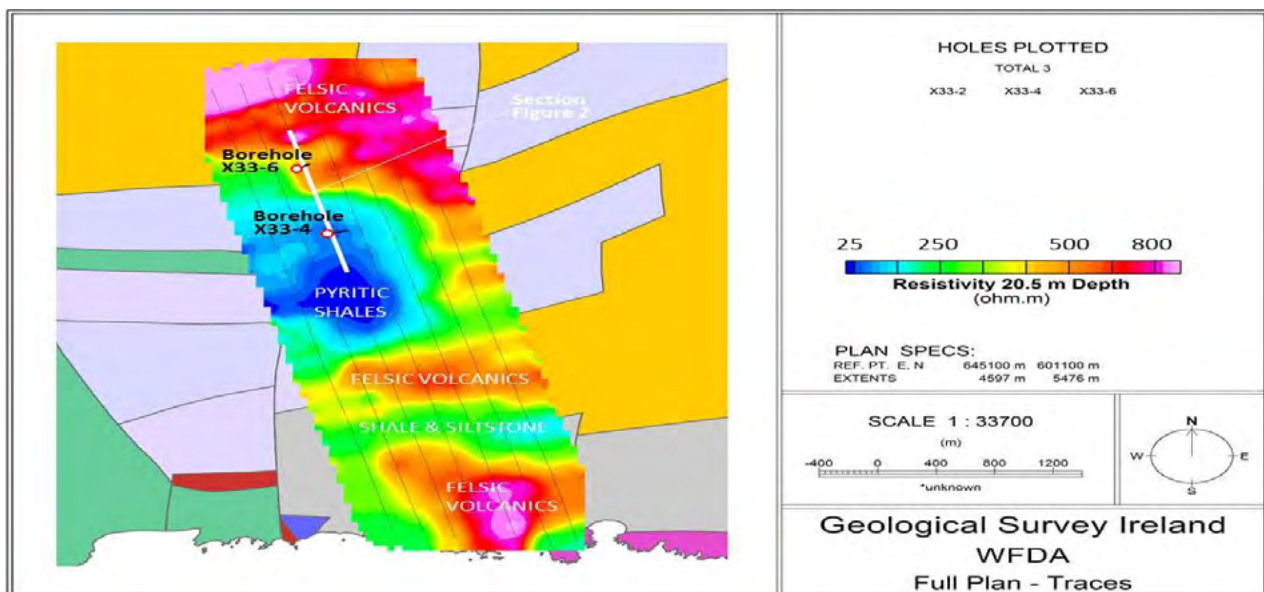 FELSIC
VOLCANICS
Section
Figure 2
Borehole
X33-6
Borehole
X33-4
PYRITIC
SHALES
FELSIC VOLCANICS
SHALE & SILTSTONE
FELSIC
VOLCANICS
HOLES PLOTTED
TOTAL 3
X33-2 X33-4 X33-6
25 250 500 800
Resistivity 20.5 m Depth
(ohm.m)
PLAN SPECS:
REF. PT. E, N 645100 m 601100 m
EXTENTS 4597 m 5476 m
SCALE 1 : 33700
(m)
-400 0 400 800 1200
*unknown
N
W E
S
Geological Survey Ireland
WFDA
Full Plan - Traces